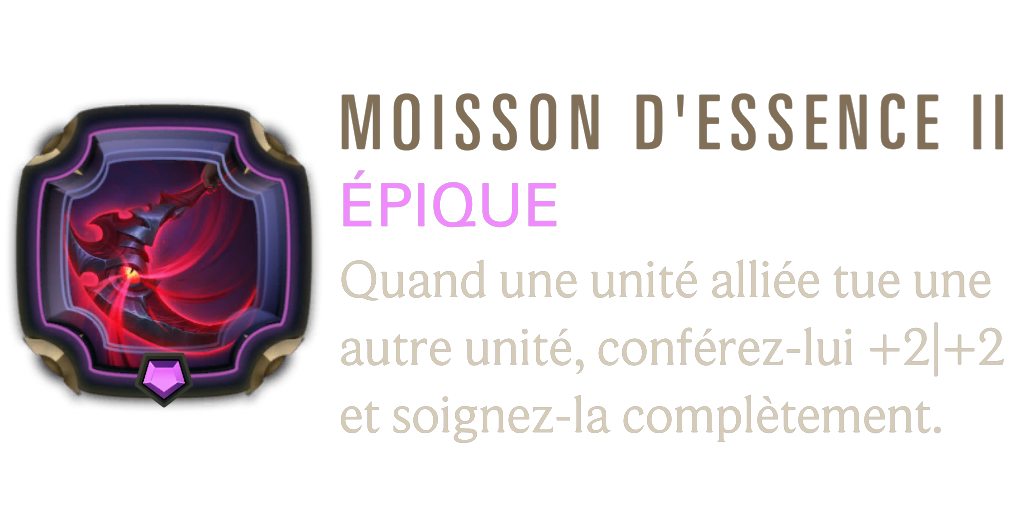 MOISSON D'ESSENCE II
ÉPIQUE
Quand une unité alliée tue une
autre unité, conférez-lui +2|+2
et soignez-la complètement.